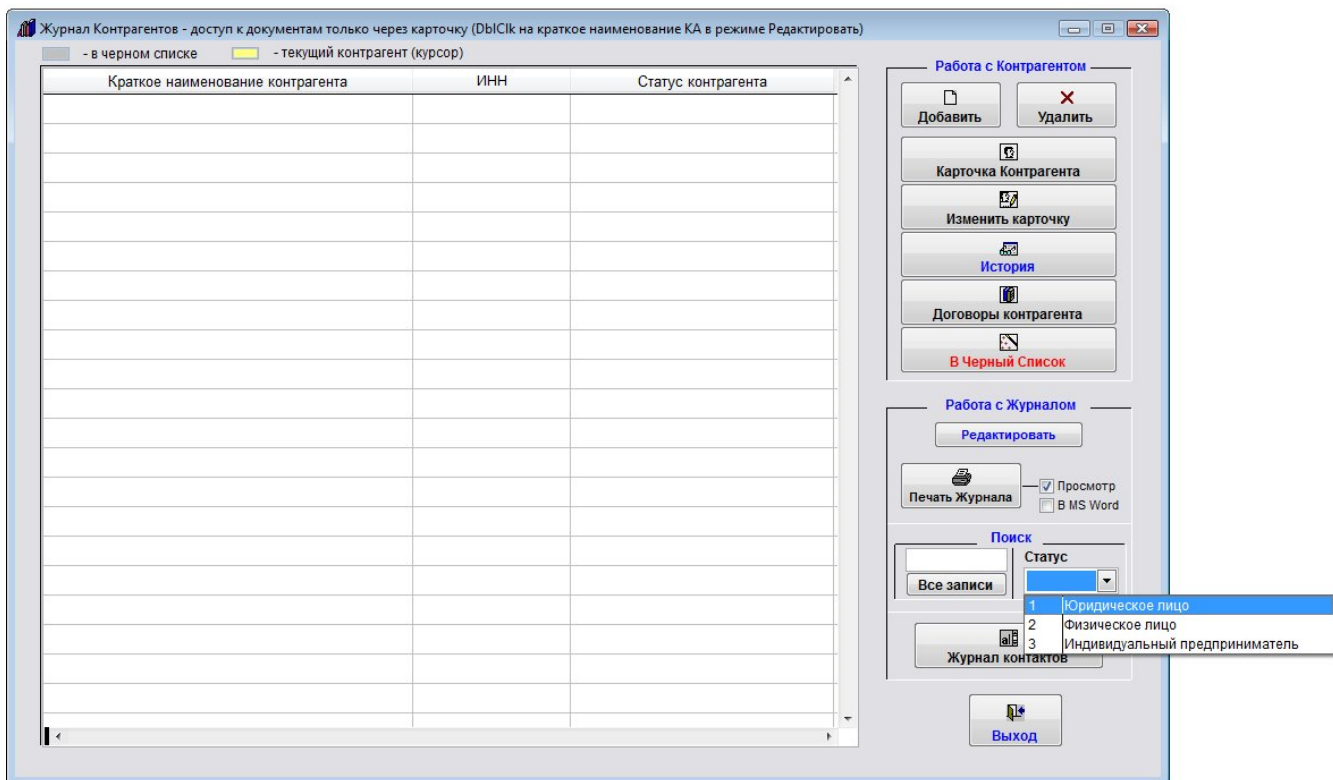 Журнал Контрагентов - доступ к документам только через карточку (DblClk на краткое наименование КА в режиме Редактировать)
- в черном списке - текущий контрагент (курсор)
Краткое наименование контрагента ИНН Статус контрагента
Работа с Контрагентом
Добавить Удалить
Карточка Контрагента
Изменить карточку
История
Договоры контрагента
В Черный Список
Работа с Журналом
Редактировать
Печать Журнала
Просмотр
В MS Word
Поиск
Статус
Все записи
1 Юридическое лицо
2 Физическое лицо
3 Индивидуальный предприниматель
Журнал контактов
Выход